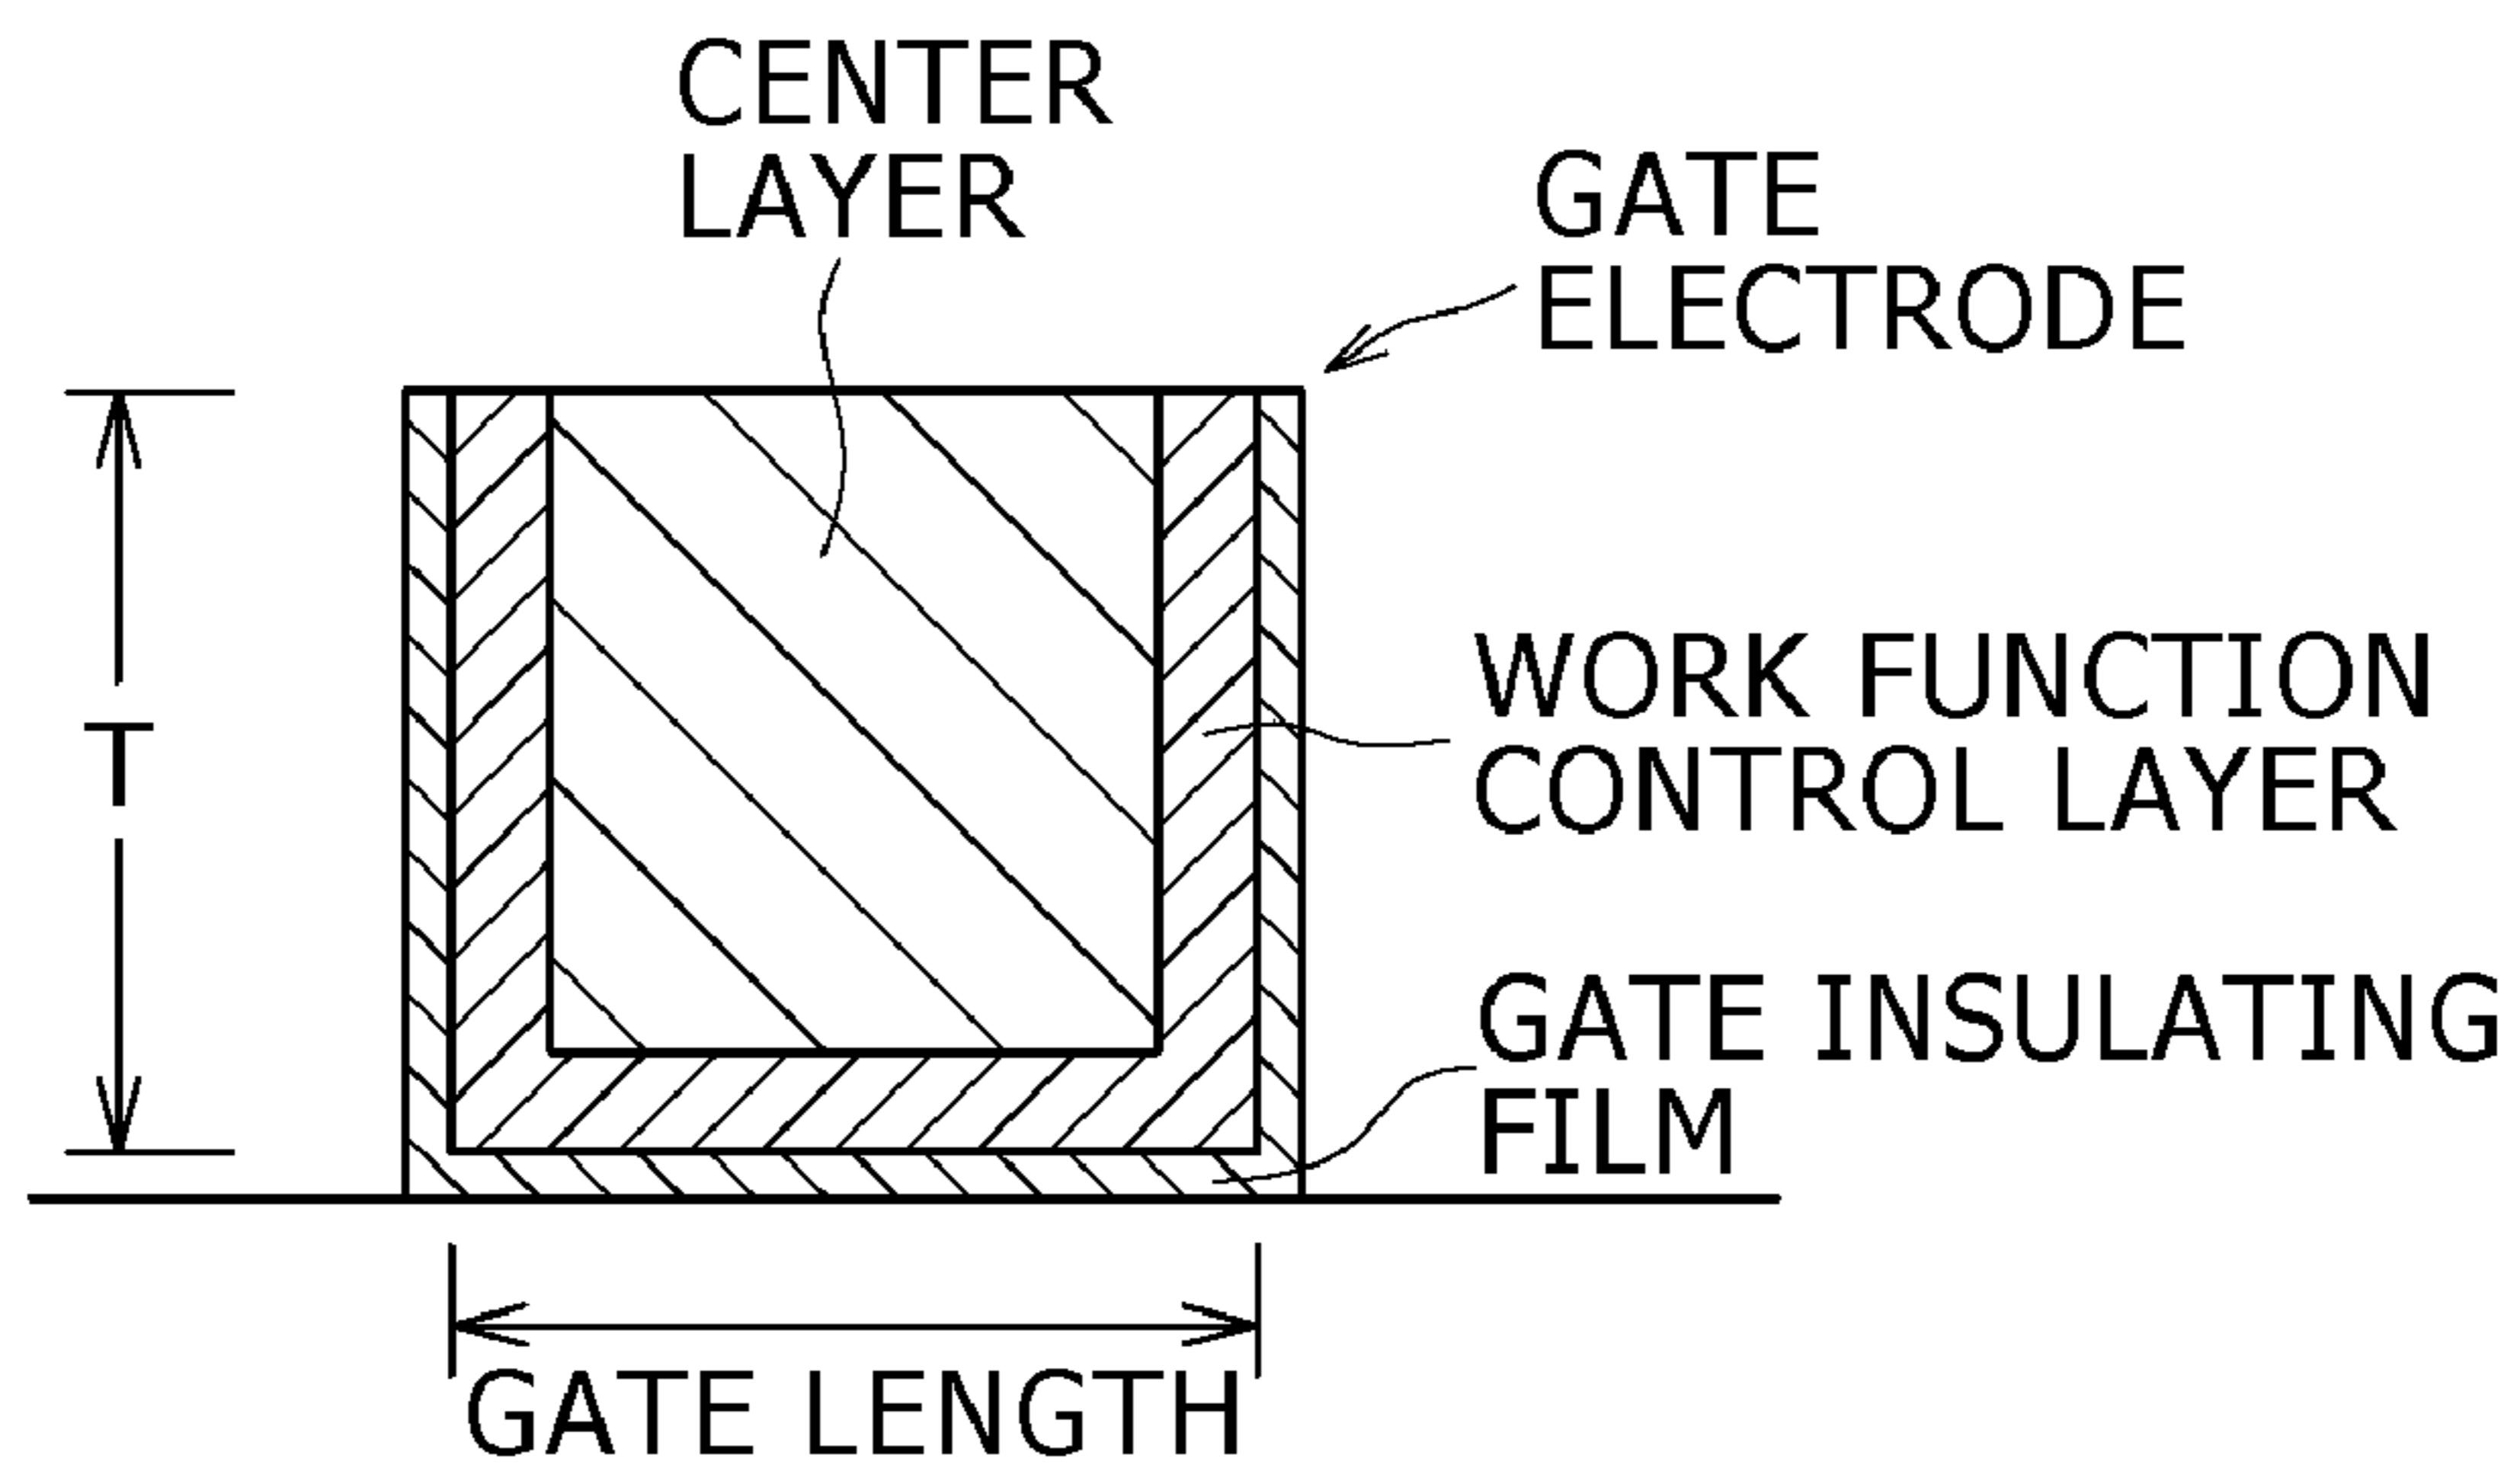 CENTER
LAYER
GATE
ELECTRODE
T
WORK FUNCTION
CONTROL LAYER
GATE INSULATING
FILM
GATE LENGTH